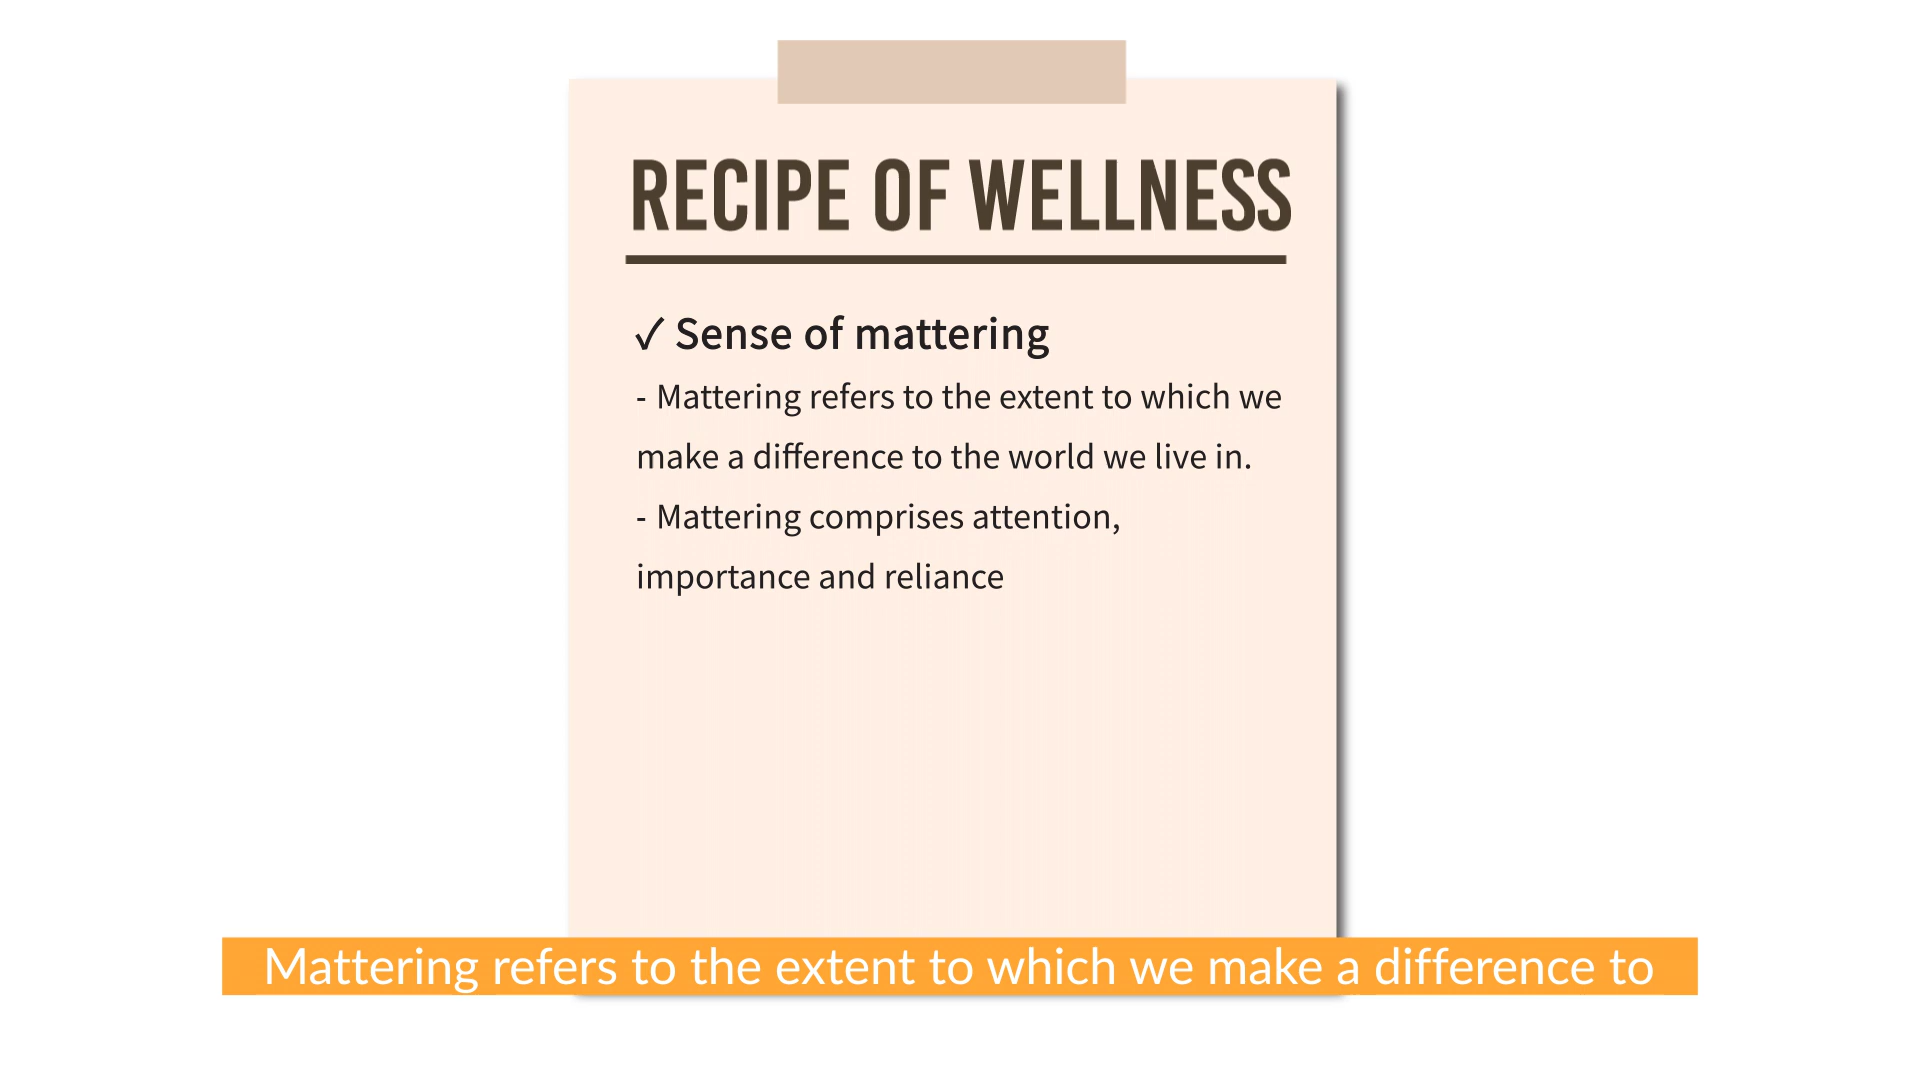 RECIPE OF WELLNESS
✓ Sense of mattering
- Mattering refers to the extent to which we
make a difference to the world we live in.
- Mattering comprises attention,
importance and reliance
Mattering refers to the extent to which we make a difference to